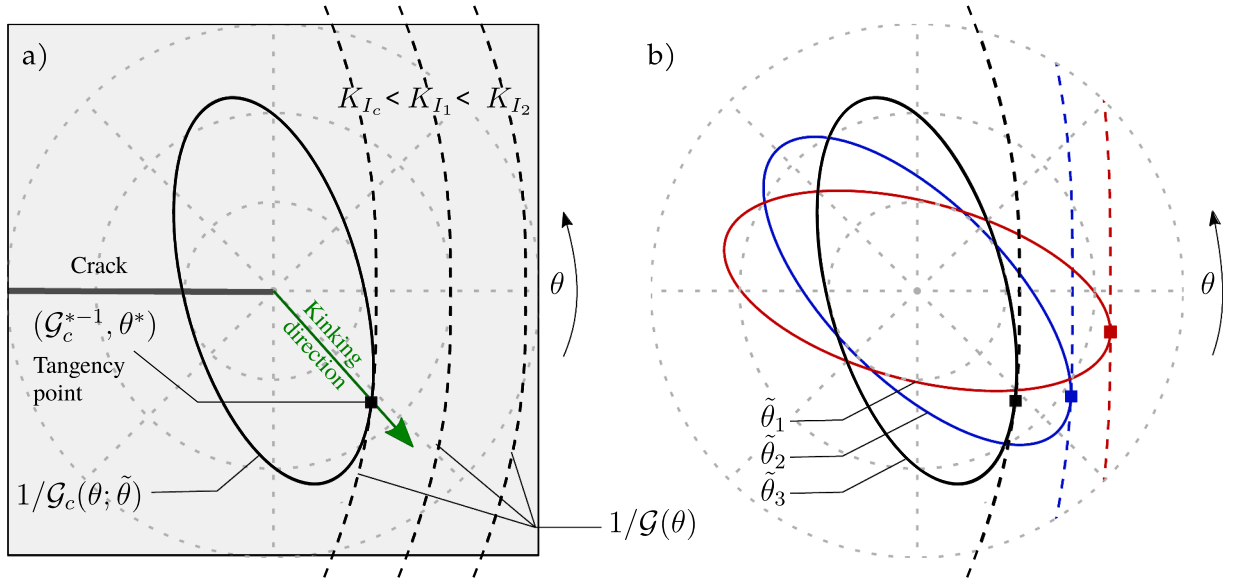 a)
K_{I_c} < K_{I_1} < K_{I_2}
Crack
(𝒢_c^{*-1}, θ*)
Tangency
point
Kinking
direction
θ
1/𝒢_c(θ; θ̃)
1/𝒢(θ)
b)
θ
θ̃_1
θ̃_2
θ̃_3